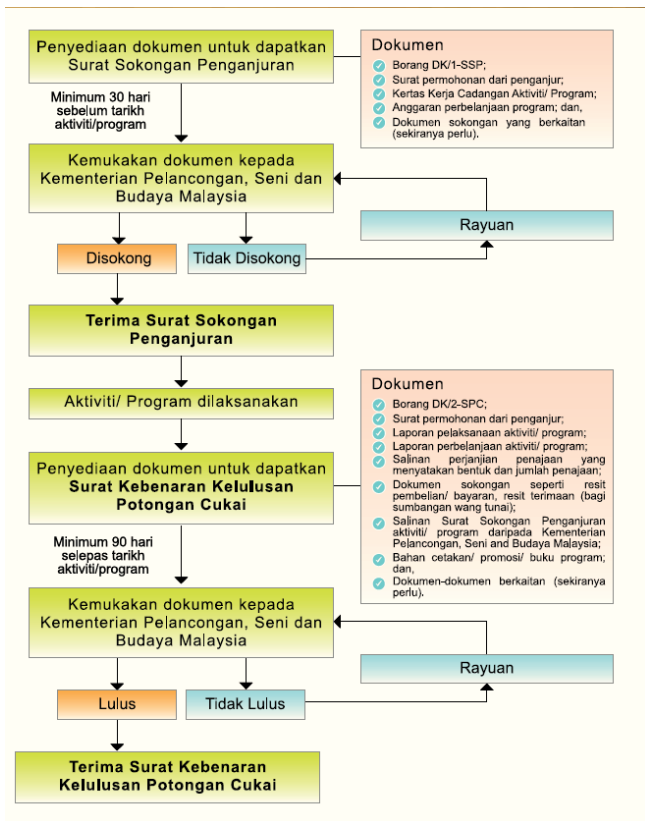 Penyediaan dokumen untuk dapatkan
Surat Sokongan Penganjuran
Dokumen
Borang DK/1-SSP;
Surat permohonan dari penganjur;
Kertas Kerja Cadangan Aktiviti/ Program;
Anggaran perbelanjaan program; dan,
Dokumen sokongan yang berkaitan
(sekiranya perlu).
Minimum 30 hari
sebelum tarikh
aktiviti/program
Kemukakan dokumen kepada
Kementerian Pelancongan, Seni dan
Budaya Malaysia
Rayuan
Disokong
Tidak Disokong
Terima Surat Sokongan
Penganjuran
Aktiviti/ Program dilaksanakan
Penyediaan dokumen untuk dapatkan
Surat Kebenaran Kelulusan
Potongan Cukai
Dokumen
Borang DK/2-SPC;
Surat permohonan dari penganjur;
Laporan pelaksanaan aktiviti/ program;
Laporan perbelanjaan aktiviti/ program;
Salinan perjanjian penajaan yang
menyatakan bentuk dan jumlah penajaan;
Dokumen sokongan seperti resit
pembelian/ bayaran, resit terimaan (bagi
sumbangan wang tunai);
Salinan Surat Sokongan Penganjuran
aktiviti/ program daripada Kementerian
Pelancongan, Seni and Budaya Malaysia;
Bahan cetakan/ promosi/ buku program;
dan,
Dokumen-dokumen berkaitan (sekiranya
perlu).
Minimum 90 hari
selepas tarikh
aktiviti/program
Kemukakan dokumen kepada
Kementerian Pelancongan, Seni dan
Budaya Malaysia
Rayuan
Lulus
Tidak Lulus
Terima Surat Kebenaran
Kelulusan Potongan Cukai